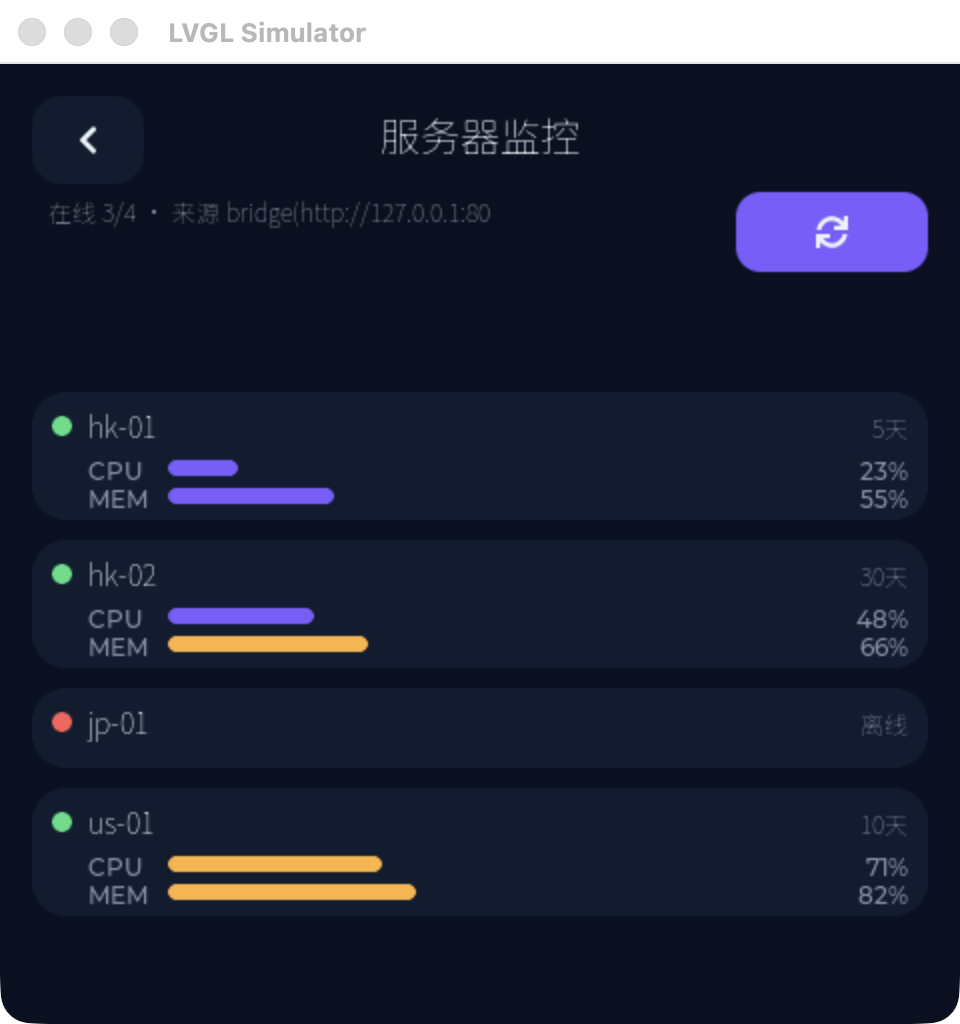 LVGL Simulator
服务器监控
在线 3/4 · 来源 bridge(http://127.0.0.1:80
hk-01 5天
CPU 23%
MEM 55%
hk-02 30天
CPU 48%
MEM 66%
jp-01 离线
us-01 10天
CPU 71%
MEM 82%